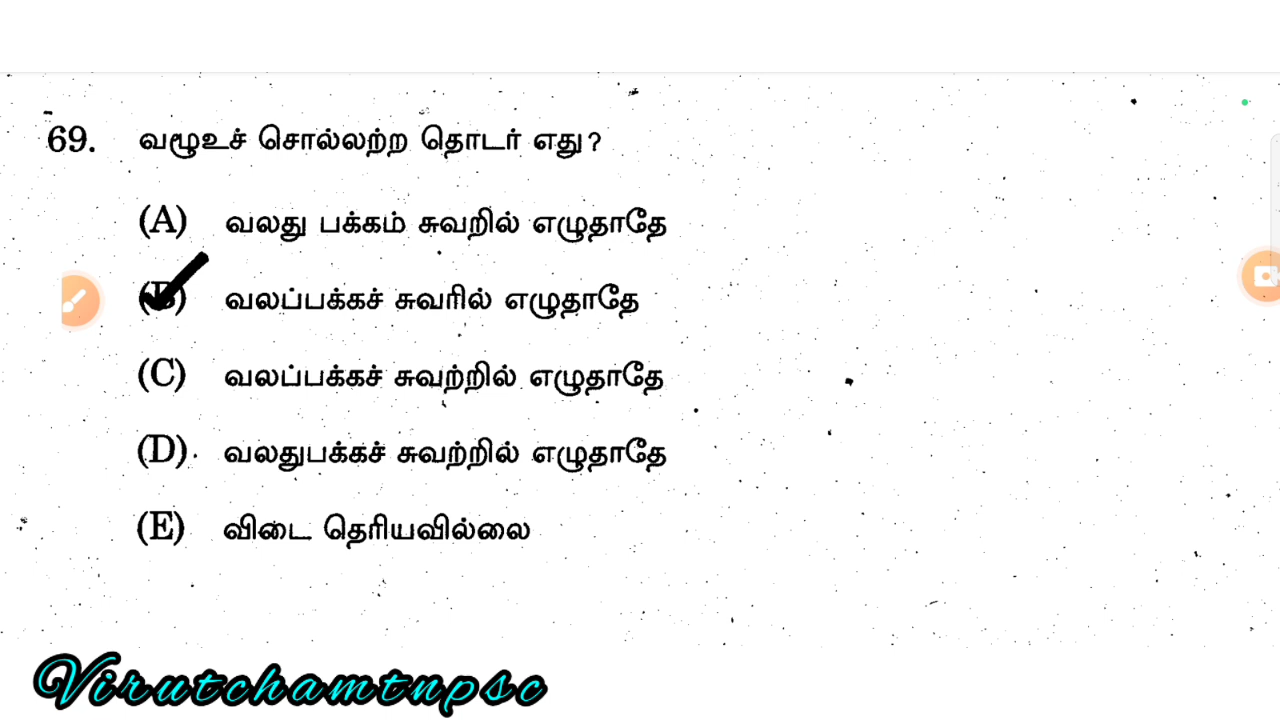 69. வழூஉச் சொல்லற்ற தொடர் எது?
(A) வலது பக்கம் சுவறில் எழுதாதே
(B) வலப்பக்கச் சுவரில் எழுதாதே
(C) வலப்பக்கச் சுவற்றில் எழுதாதே
(D) வலதுபக்கச் சுவற்றில் எழுதாதே
(E) விடை தெரியவில்லை
Virutchamtnpsc